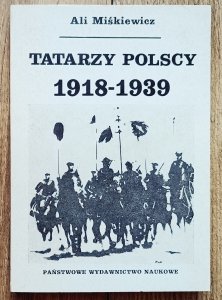 Ali Miśkiewicz
TATARZY POLSCY
1918-1939
PAŃSTWOWE WYDAWNICTWO NAUKOWE